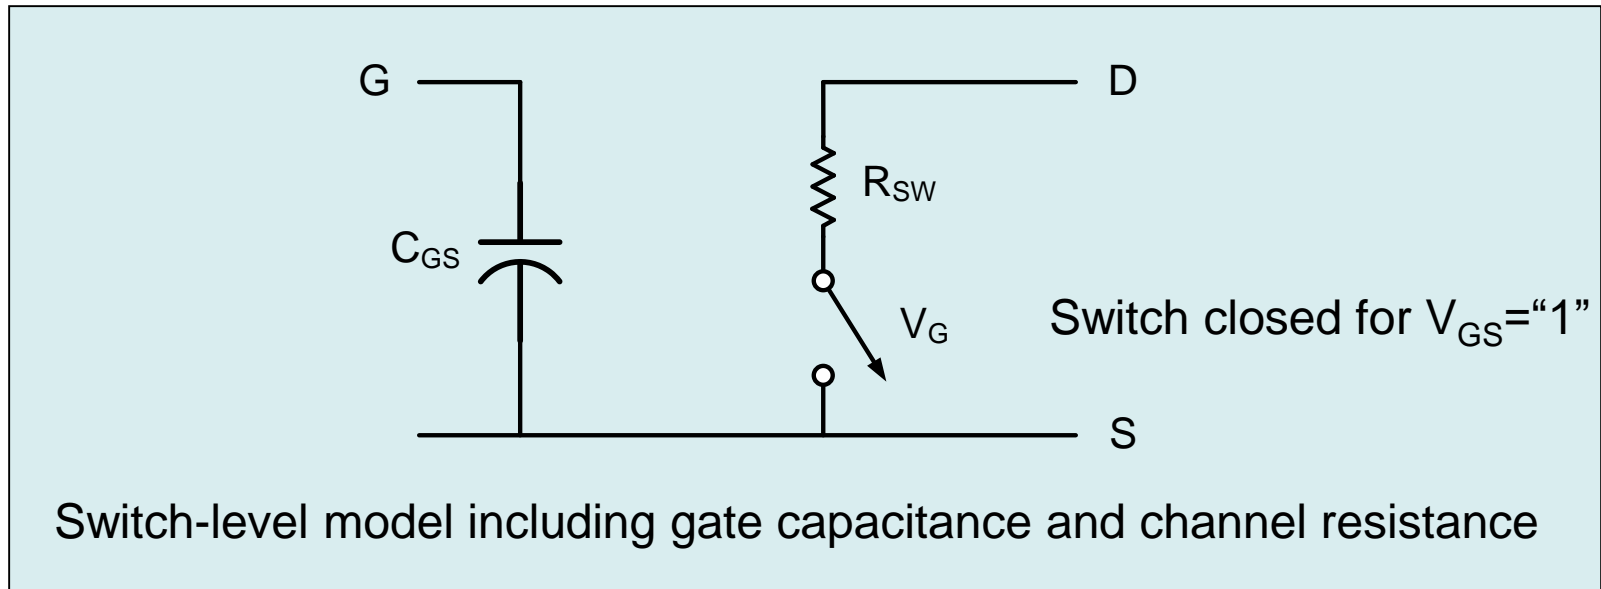 G
D
R_SW
C_GS
V_G
Switch closed for V_GS=“1”
S
Switch-level model including gate capacitance and channel resistance